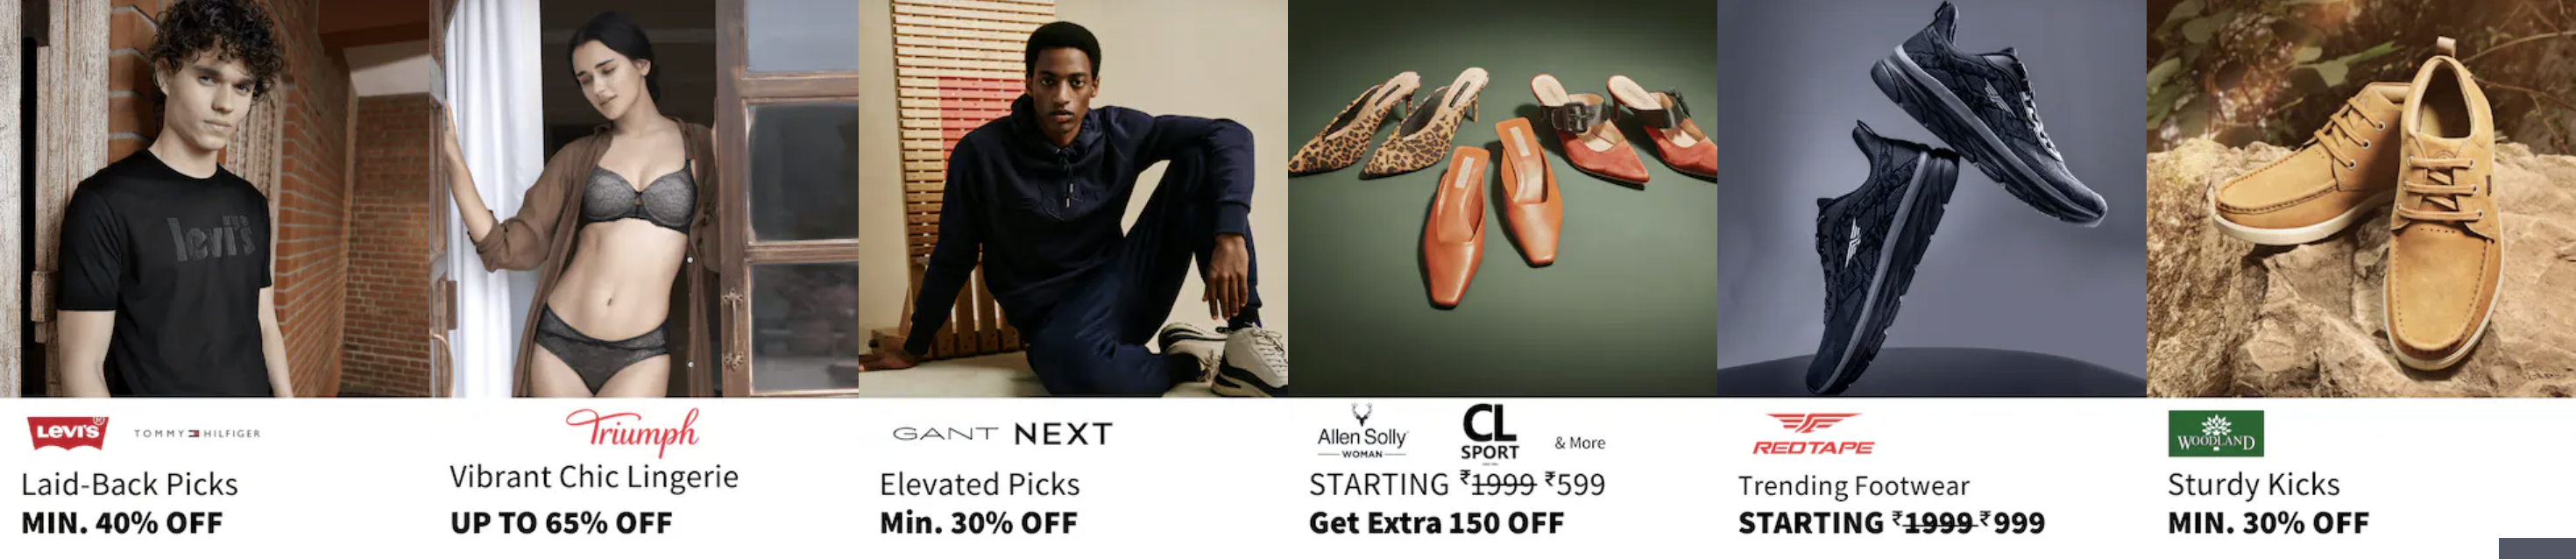 levi's
LEVI'S
TOMMY HILFIGER
Laid-Back Picks
MIN. 40% OFF
Triumph
Vibrant Chic Lingerie
UP TO 65% OFF
GANT NEXT
Elevated Picks
Min. 30% OFF
Allen Solly
WOMAN
CL
SPORT
& More
STARTING ₹1999 ₹599
Get Extra 150 OFF
REDTAPE
Trending Footwear
STARTING ₹1999 ₹999
WOODLAND
Sturdy Kicks
MIN. 30% OFF